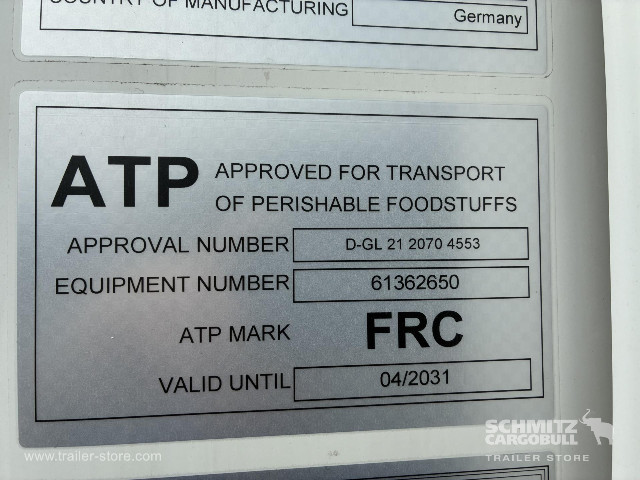 COUNTRY OF MANUFACTURING Germany
ATP APPROVED FOR TRANSPORT
OF PERISHABLE FOODSTUFFS
APPROVAL NUMBER D-GL 21 2070 4553
EQUIPMENT NUMBER 61362650
ATP MARK FRC
VALID UNTIL 04/2031
SCHMITZ
CARGOBULL
TRAILER STORE
www.trailer-store.com